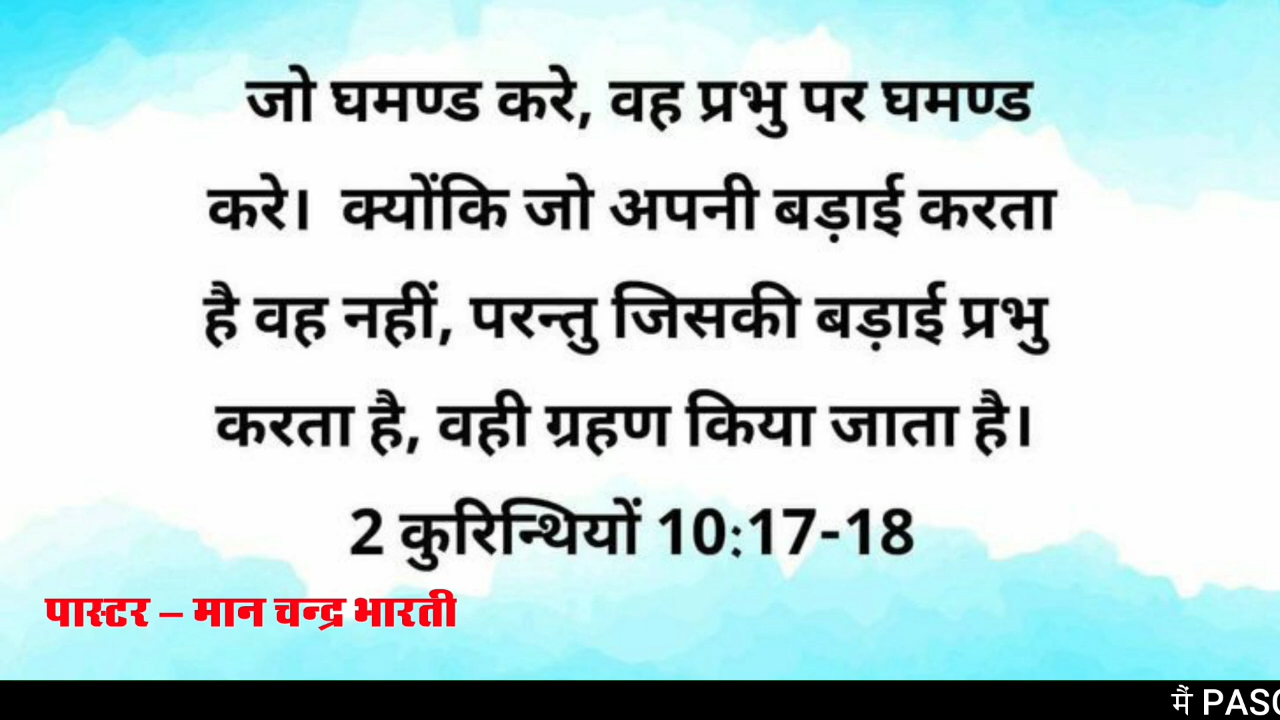 जो घमण्ड करे, वह प्रभु पर घमण्ड
करे। क्योंकि जो अपनी बड़ाई करता
है वह नहीं, परन्तु जिसकी बड़ाई प्रभु
करता है, वही ग्रहण किया जाता है।
2 कुरिन्थियों 10:17-18
पास्टर – मान चन्द्र भारती
मैं